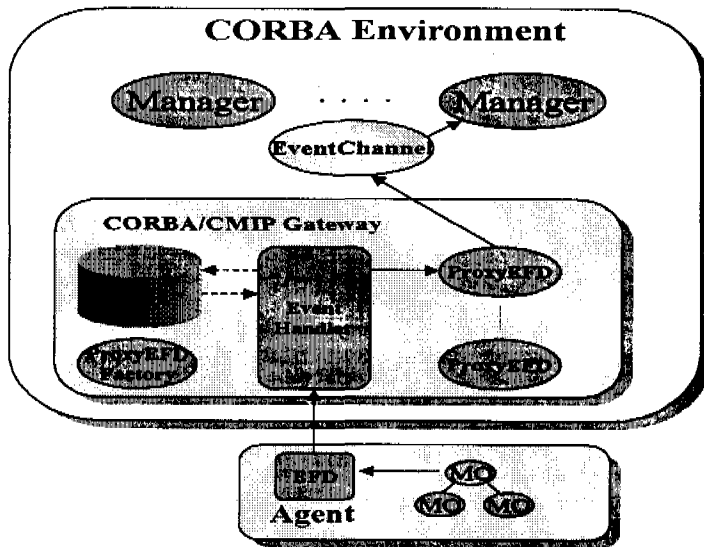 CORBA Environment
Manager
. . . .
Manager
EventChannel
CORBA/CMIP Gateway
ProxyEFD
Event
Handler
ProxyEFD
Factory
ProxyEFD
EFD
MO
MO
MO
Agent